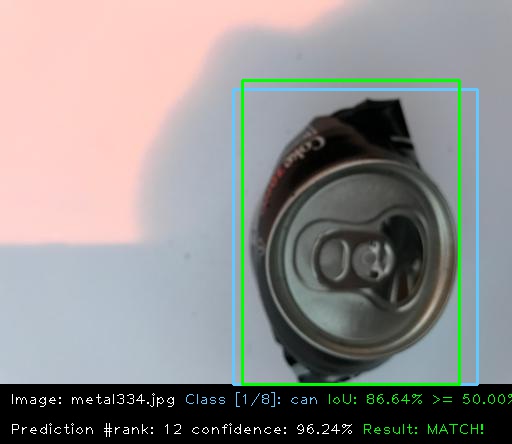 Coke
Image: metal334.jpg Class [1/8]: can IoU: 86.64% >= 50.00%
Prediction #rank: 12 confidence: 96.24% Result: MATCH!